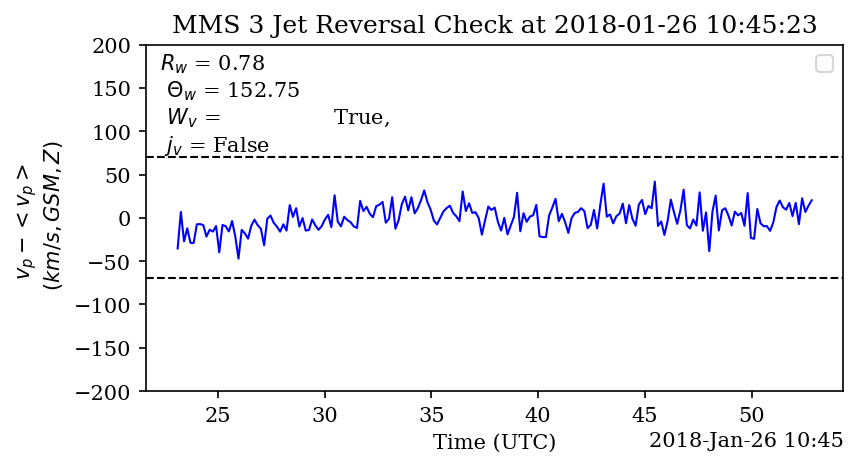 MMS 3 Jet Reversal Check at 2018-01-26 10:45:23
R_w = 0.78
Θ_w = 152.75
W_v = True,
j_v = False
200
150
100
50
0
−50
−100
−150
−200
v_p − < v_p >
(km/s, GSM, Z)
25 30 35 40 45 50
Time (UTC)
2018-Jan-26 10:45